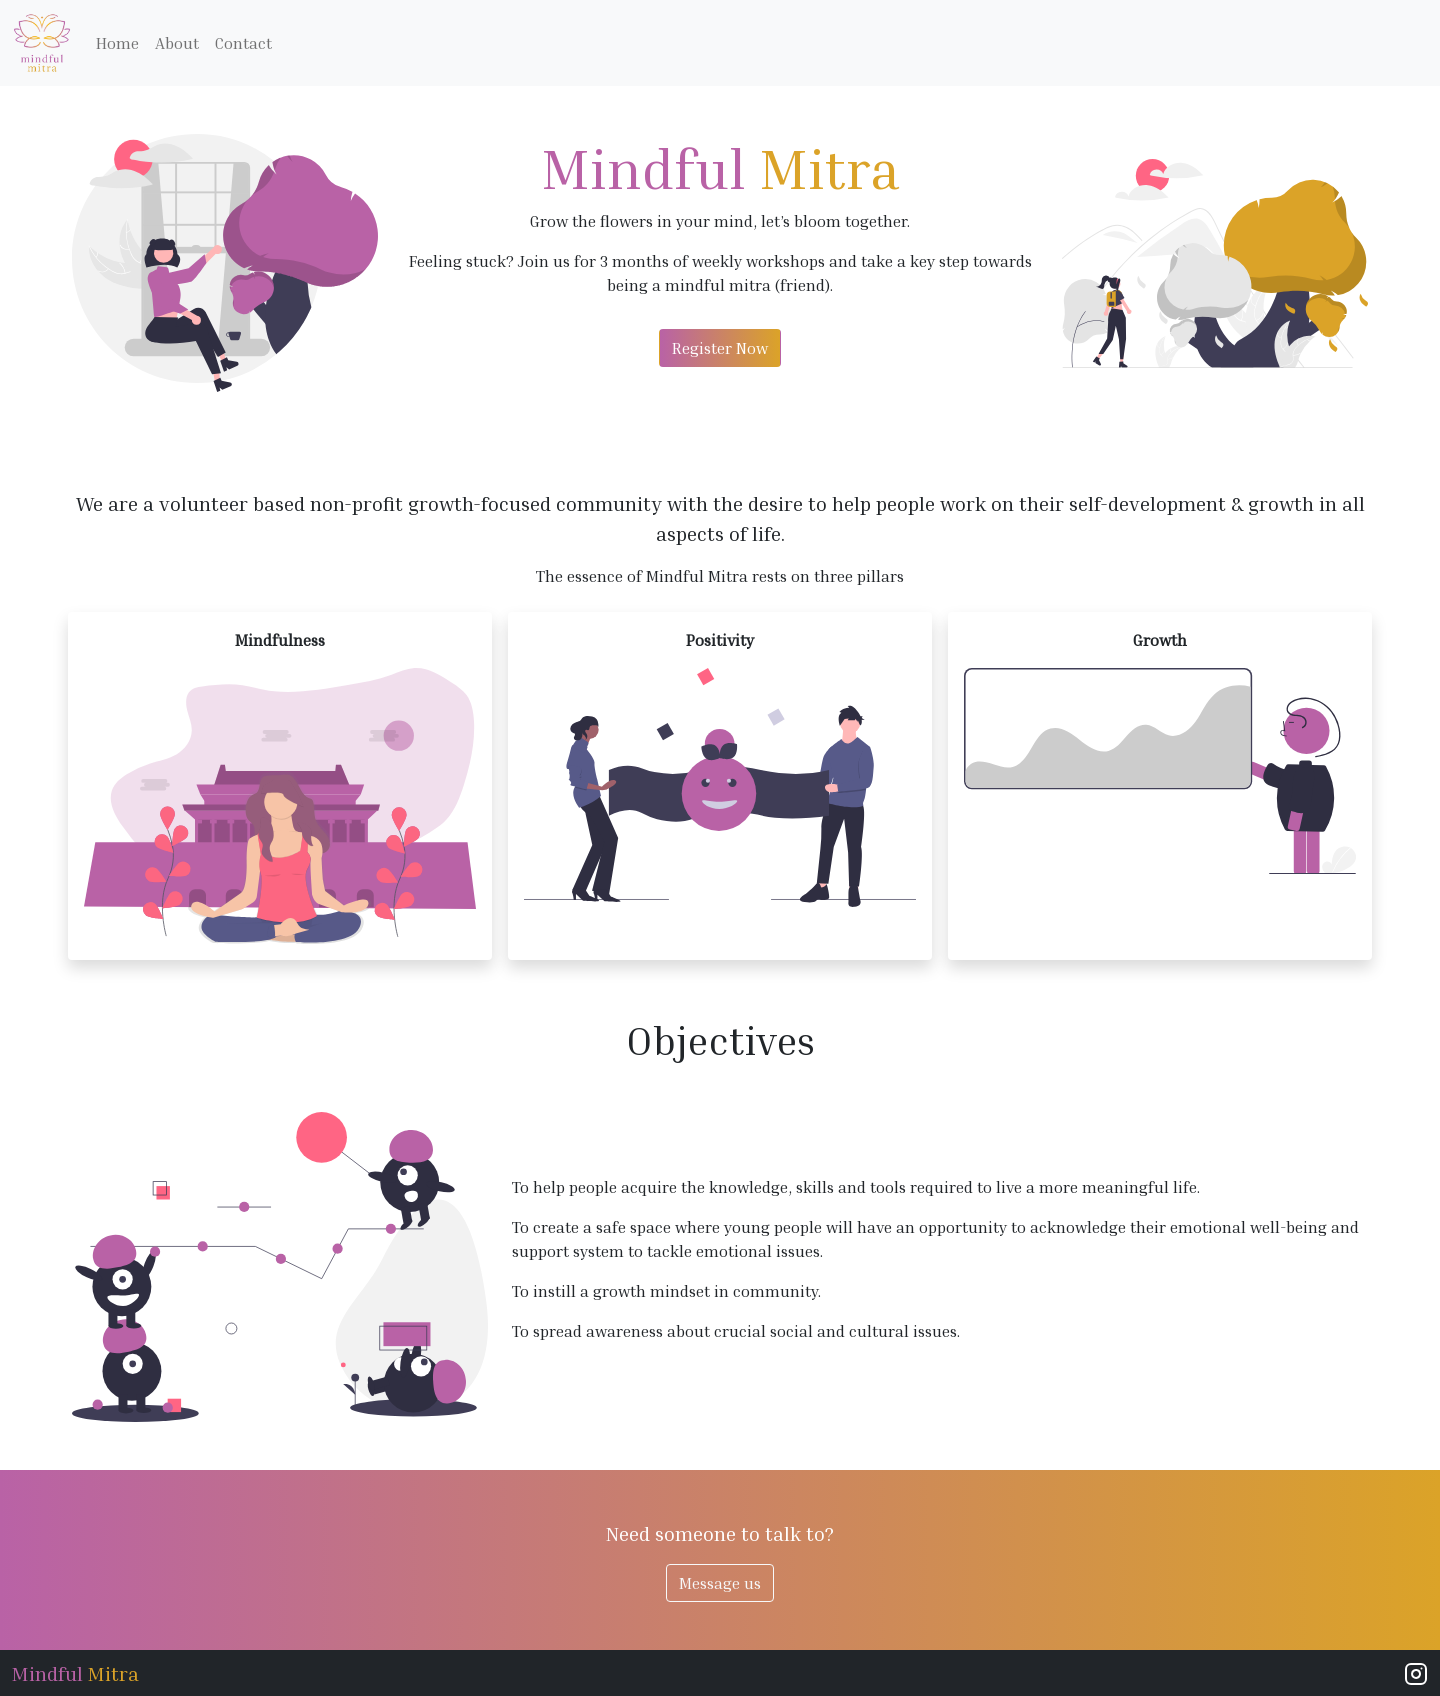 mindful
mitra
Home About Contact
Mindful Mitra
Grow the flowers in your mind, let's bloom together.
Feeling stuck? Join us for 3 months of weekly workshops and take a key step towards
being a mindful mitra (friend).
Register Now
We are a volunteer based non-profit growth-focused community with the desire to help people work on their self-development & growth in all
aspects of life.
The essence of Mindful Mitra rests on three pillars
Mindfulness
Positivity
Growth
Objectives
To help people acquire the knowledge, skills and tools required to live a more meaningful life.
To create a safe space where young people will have an opportunity to acknowledge their emotional well-being and
support system to tackle emotional issues.
To instill a growth mindset in community.
To spread awareness about crucial social and cultural issues.
Need someone to talk to?
Message us
Mindful Mitra